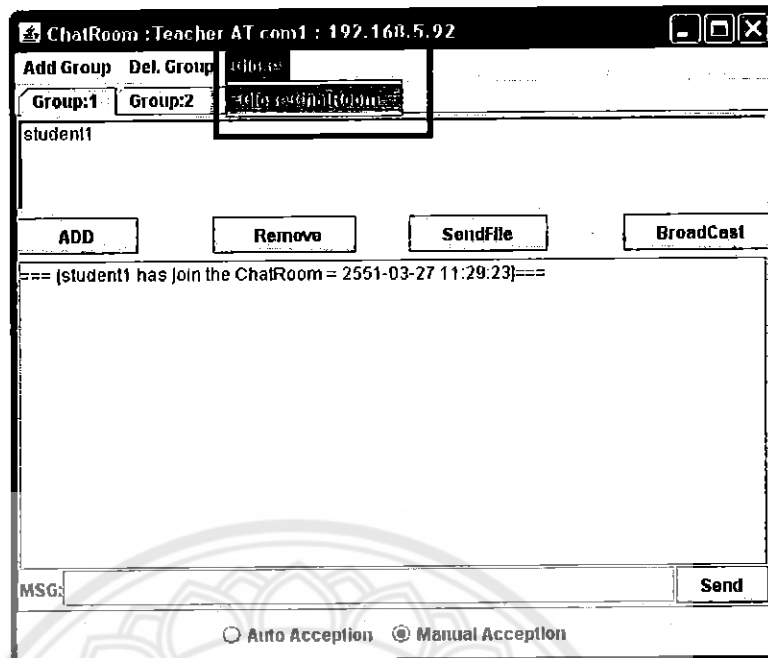 ChatRoom :Teacher AT com1 : 192.168.5.92
Add Group Del. Group Close
Group:1 Group:2 =CloseChatRoom=
student1
ADD Remove SendFile BroadCast
=== [student1 has join the ChatRoom = 2551-03-27 11:29:23]===
MSG: Send
Auto Acception Manual Acception